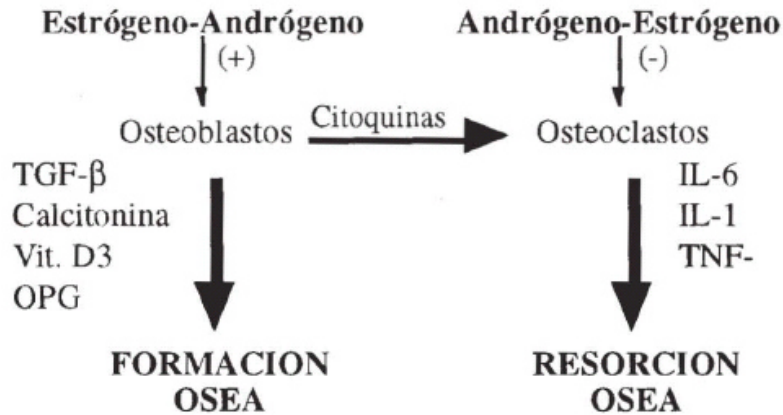 Estrógeno-Andrógeno
(+)
Osteoblastos
Citoquinas
TGF-β
Calcitonina
Vit. D3
OPG
FORMACION
OSEA
Andrógeno-Estrógeno
(-)
Osteoclastos
IL-6
IL-1
TNF-
RESORCION
OSEA